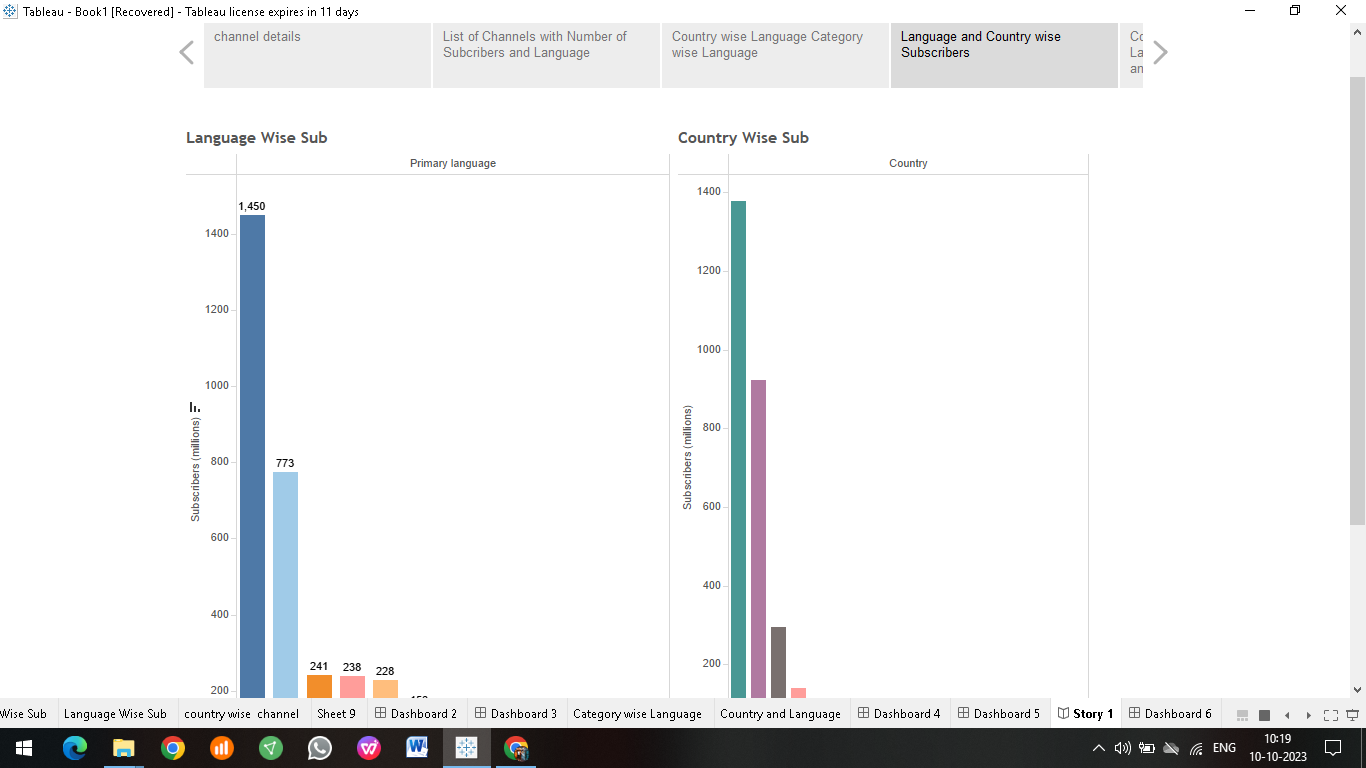 Tableau - Book1 [Recovered] - Tableau license expires in 11 days
channel details
List of Channels with Number of
Subcribers and Language
Country wise Language Category
wise Language
Language and Country wise
Subscribers
Language Wise Sub
Primary language
1,450
1400
1200
1000
800
773
600
400
241
238
228
200
Subscribers (millions)
Country Wise Sub
Country
1400
1200
1000
800
600
400
200
Subscribers (millions)
Wise Sub
Language Wise Sub
country wise channel
Sheet 9
Dashboard 2
Dashboard 3
Category wise Language
Country and Language
Dashboard 4
Dashboard 5
Story 1
Dashboard 6
W
ENG
10:19
10-10-2023